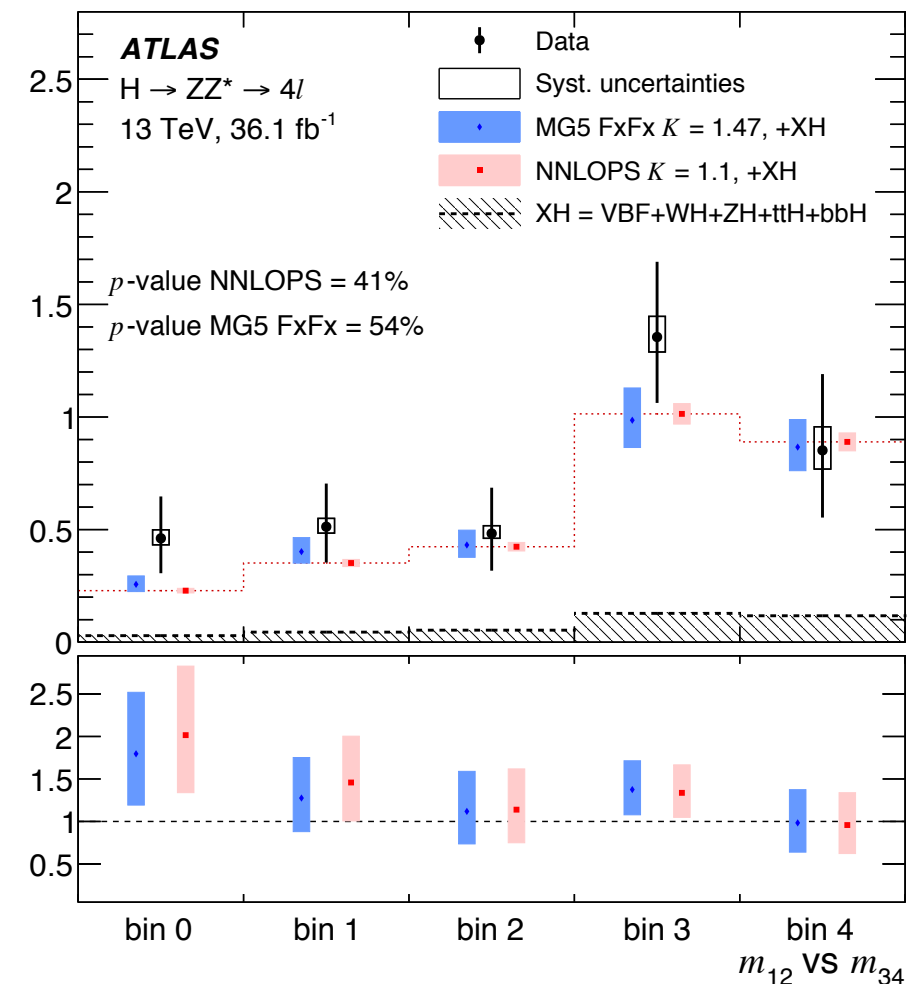 ATLAS
H → ZZ* → 4l
13 TeV, 36.1 fb⁻¹
Data
Syst. uncertainties
MG5 FxFx K = 1.47, +XH
NNLOPS K = 1.1, +XH
XH = VBF+WH+ZH+ttH+bbH
p-value NNLOPS = 41%
p-value MG5 FxFx = 54%
2.5
2
1.5
1
0.5
0
2.5
2
1.5
1
0.5
bin 0 bin 1 bin 2 bin 3 bin 4
m₁₂ vs m₃₄